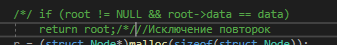 /*/ if (root != NULL && root->data == data)
return root;/*///Исключение повторок
r = (struct Node*)malloc(sizeof(struct Node));